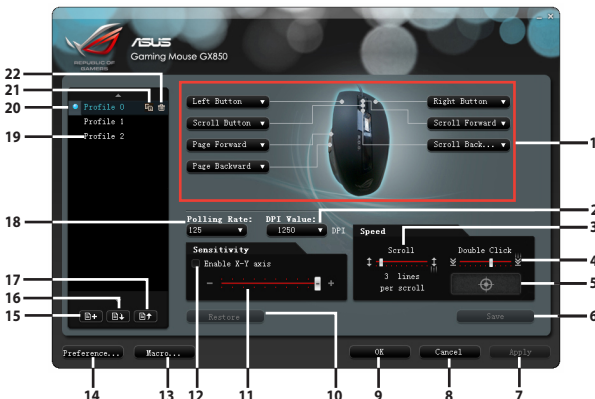 ASUS
Gaming Mouse GX850
REPUBLIC OF
GAMERS
22
21
20
19
Profile 0
Profile 1
Profile 2
Left Button
Scroll Button
Page Forward
Page Backward
Right Button
Scroll Forward
Scroll Back...
1
18
Polling Rate:
125
DPI Value:
1250
DPI
2
Sensitivity
Enable X-Y axis
- +
Speed
3
Scroll
3 lines
per scroll
Double Click
4
5
17
16
15
Restore
Save
6
Preference...
Macro...
OK
Cancel
Apply
14
13
12
11
10
9
8
7